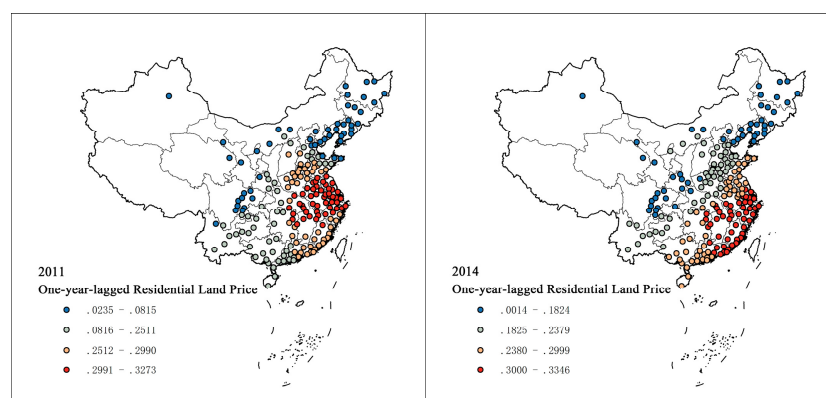 2011
One-year-lagged Residential Land Price
.0235 - .0815
.0816 - .2511
.2512 - .2990
.2991 - .3273
2014
One-year-lagged Residential Land Price
.0014 - .1824
.1825 - .2379
.2380 - .2999
.3000 - .3346